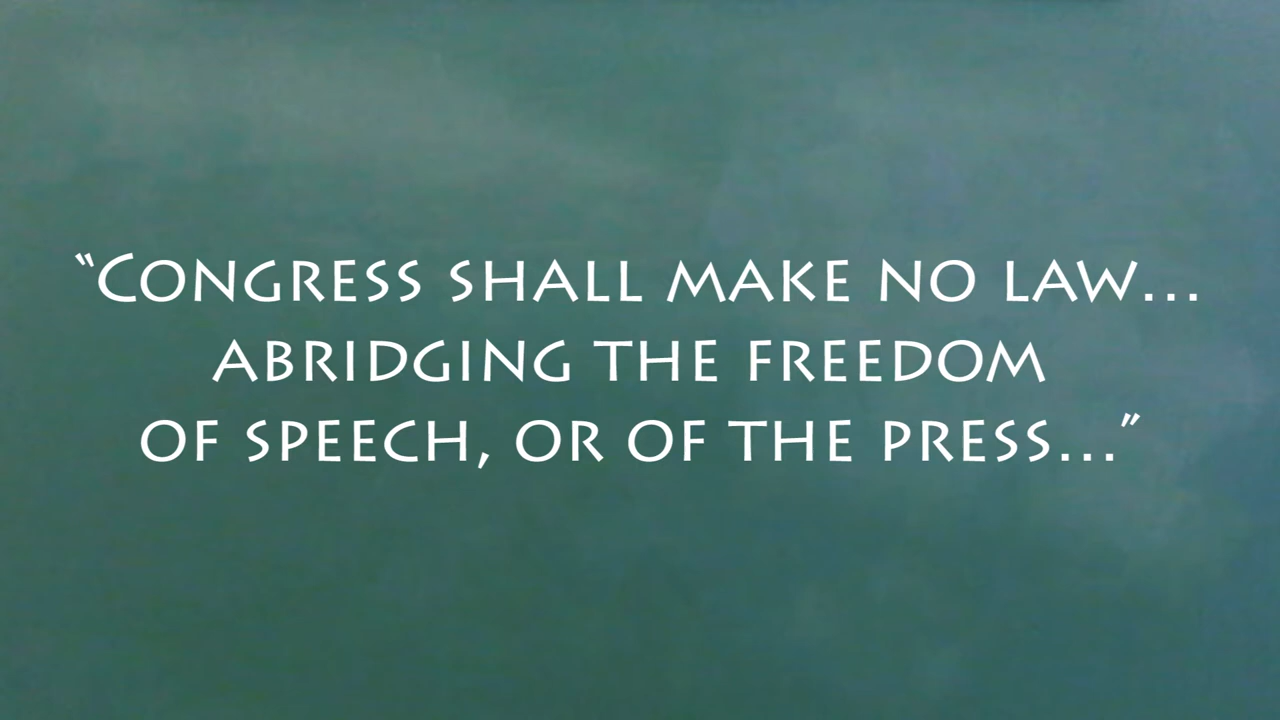 “Congress shall make no law...
abridging the freedom
of speech, or of the press...”